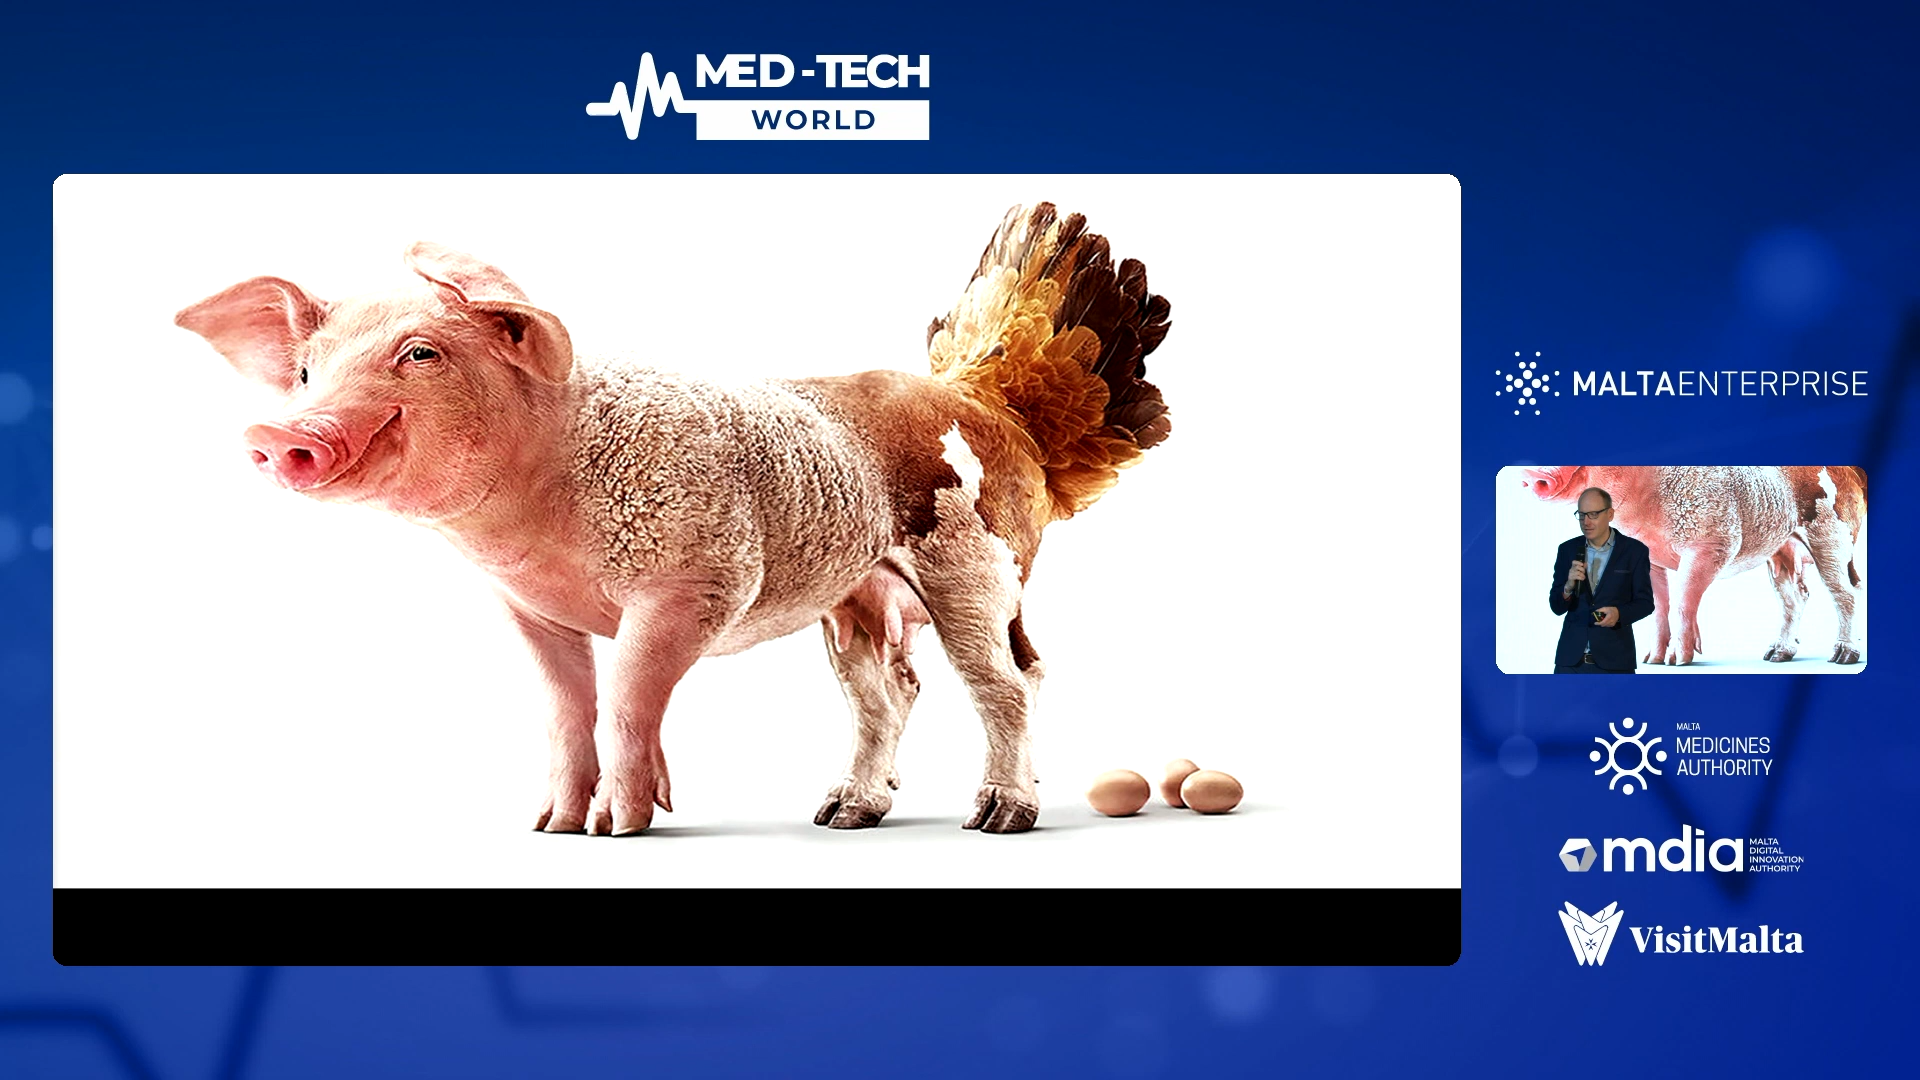 MED-TECH
WORLD
MALTAENTERPRISE
MALTA
MEDICINES
AUTHORITY
mdia
MALTA
DIGITAL
INNOVATION
AUTHORITY
VisitMalta